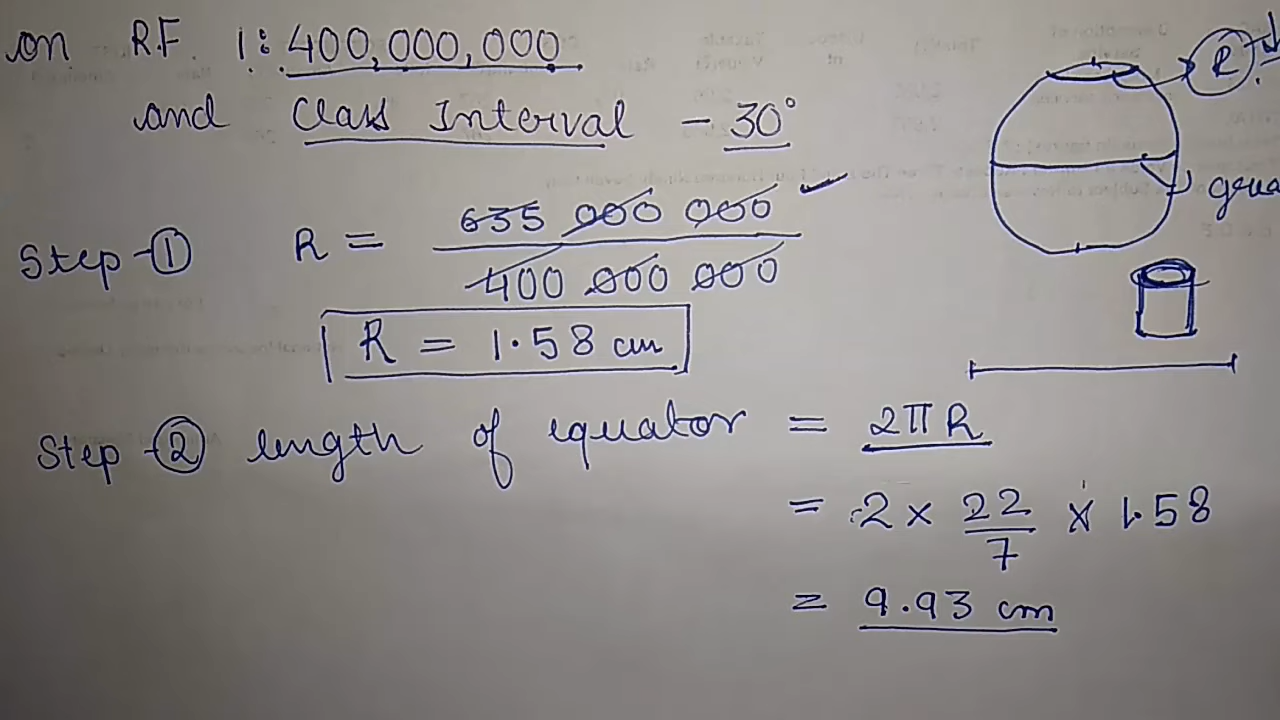 on R.F. 1:400,000,000
and Class Interval - 30°
R
Step-① R = 635 000 000 / 400 000 000
R = 1.58 cm
Step-② length of equator = 2πR
= 2 x 22/7 x 1.58
= 9.93 cm